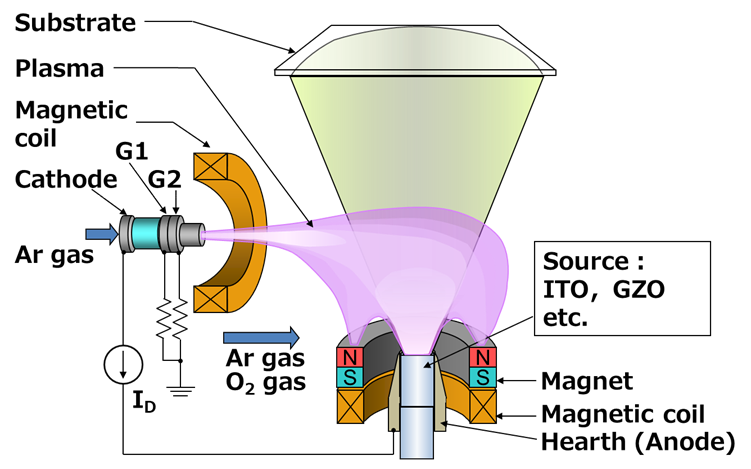 Substrate
Plasma
Magnetic
coil
G1
Cathode
G2
Ar gas
Ar gas
O₂ gas
I_D
Source :
ITO, GZO
etc.
N
S
N
S
Magnet
Magnetic coil
Hearth (Anode)